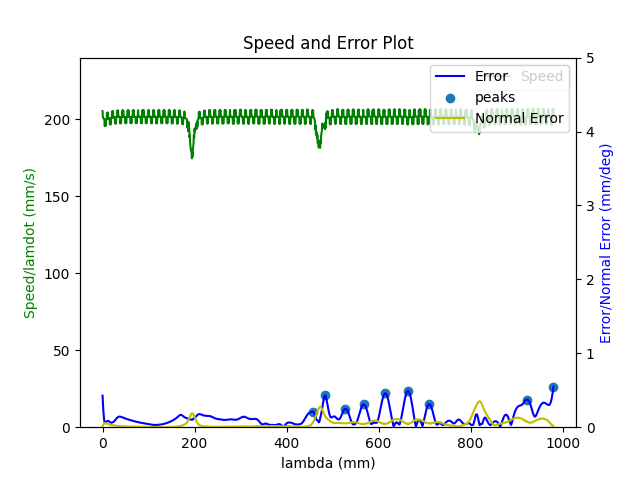 Speed and Error Plot
Speed/lamdot (mm/s)
200
150
100
50
0
Error
peaks
Normal Error
Speed
5
4
3
2
1
0
Error/Normal Error (mm/deg)
0
200
400
600
800
1000
lambda (mm)